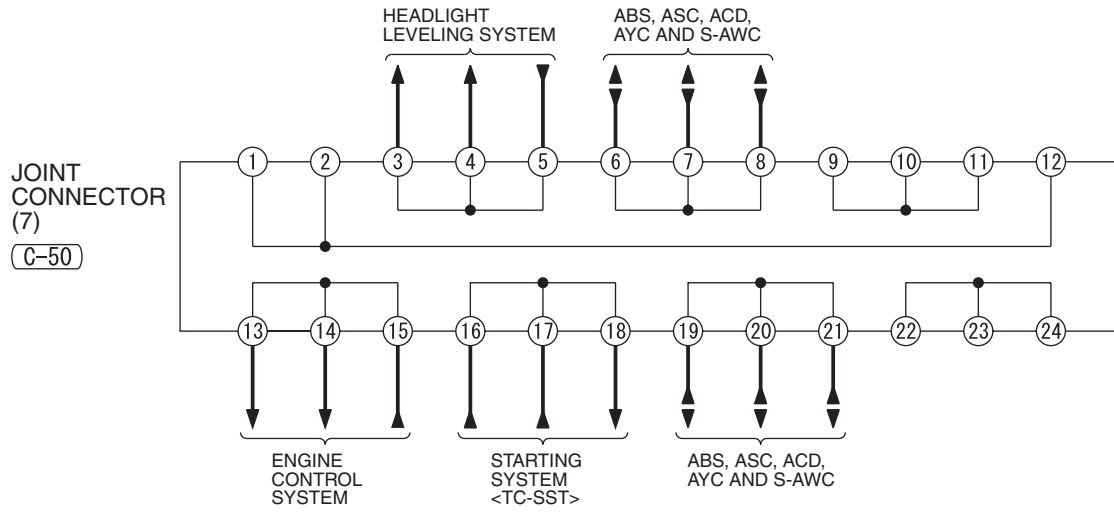 HEADLIGHT
LEVELING SYSTEM
ABS, ASC, ACD,
AYC AND S-AWC
JOINT
CONNECTOR
(7)
C-50
1 2 3 4 5 6 7 8 9 10 11 12
13 14 15 16 17 18 19 20 21 22 23 24
ENGINE
CONTROL
SYSTEM
STARTING
SYSTEM
<TC-SST>
ABS, ASC, ACD,
AYC AND S-AWC